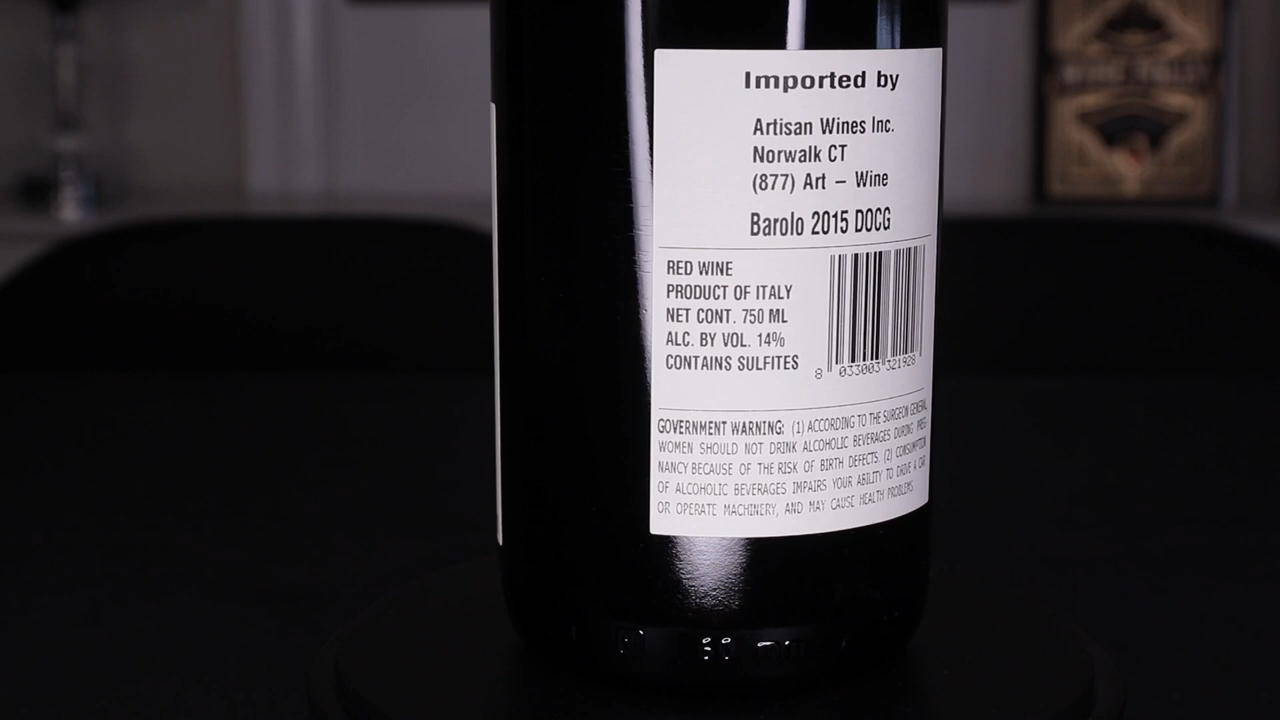 Imported by
Artisan Wines Inc.
Norwalk CT
(877) Art – Wine
Barolo 2015 DOCG
RED WINE
PRODUCT OF ITALY
NET CONT. 750 ML
ALC. BY VOL. 14%
CONTAINS SULFITES
8 033003 321928
GOVERNMENT WARNING: (1) ACCORDING TO THE SURGEON GENERAL,
WOMEN SHOULD NOT DRINK ALCOHOLIC BEVERAGES DURING PREG-
NANCY BECAUSE OF THE RISK OF BIRTH DEFECTS. (2) CONSUMPTION
OF ALCOHOLIC BEVERAGES IMPAIRS YOUR ABILITY TO DRIVE A CAR
OR OPERATE MACHINERY, AND MAY CAUSE HEALTH PROBLEMS.